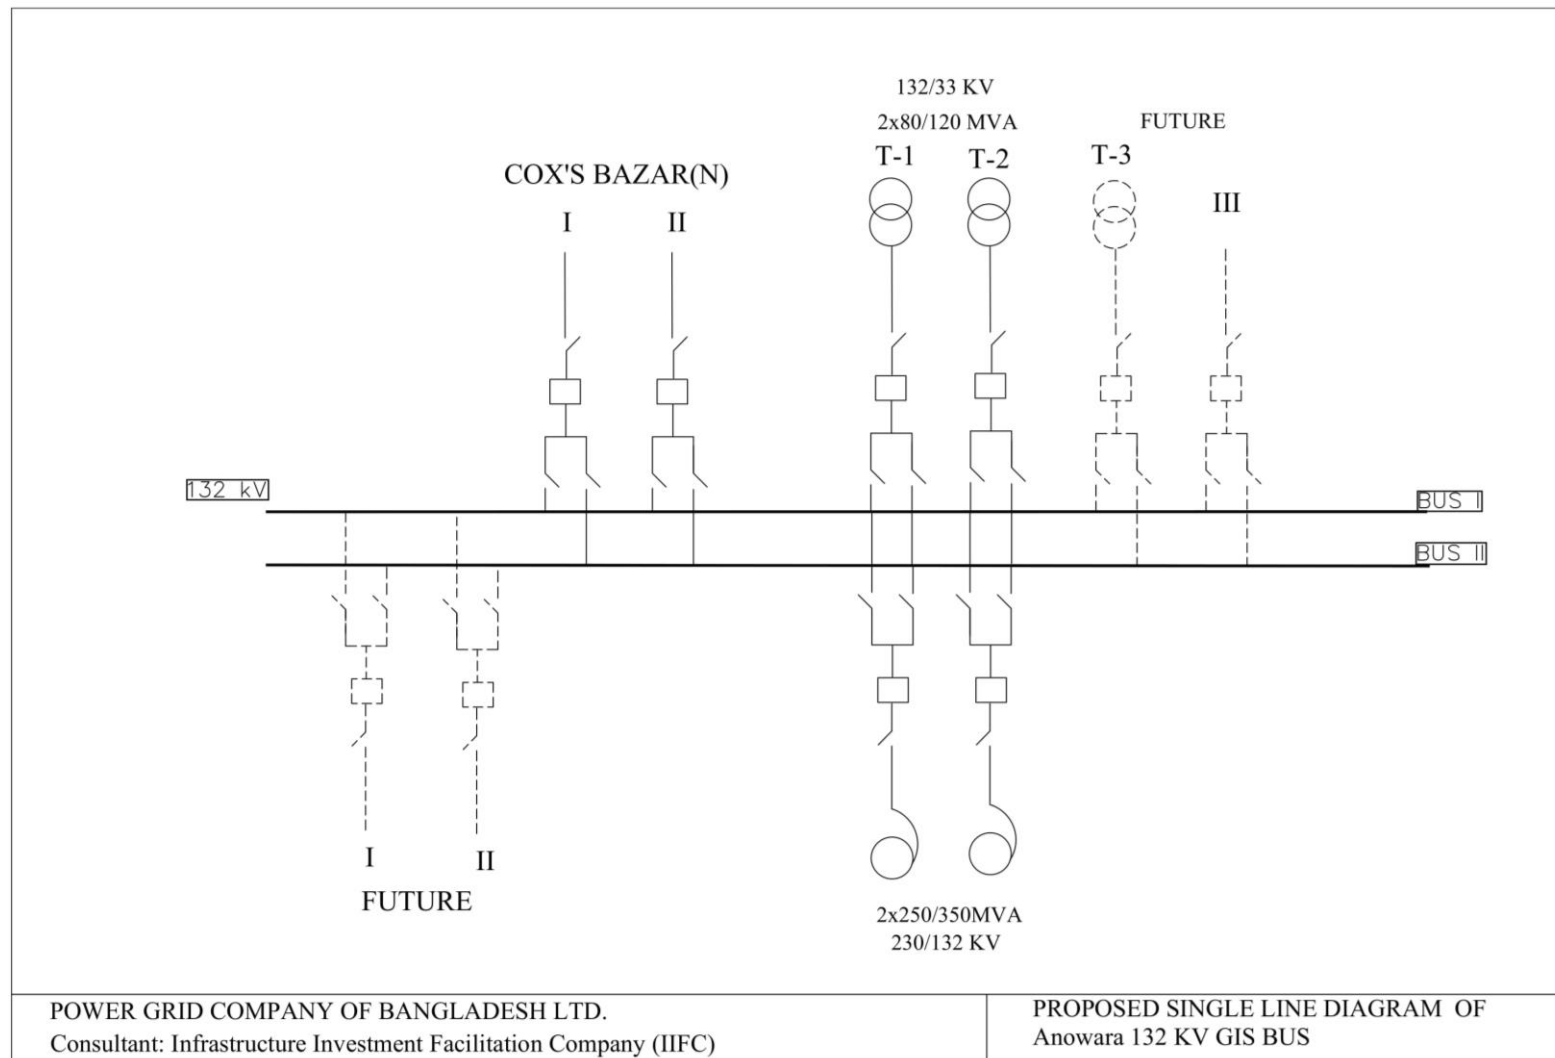 132/33 KV
2x80/120 MVA
FUTURE
T-1
T-2
T-3
COX'S BAZAR(N)
I
II
III
132 kV
BUS I
BUS II
I
II
FUTURE
2x250/350MVA
230/132 KV
POWER GRID COMPANY OF BANGLADESH LTD.
Consultant: Infrastructure Investment Facilitation Company (IIFC)
PROPOSED SINGLE LINE DIAGRAM OF
Anowara 132 KV GIS BUS